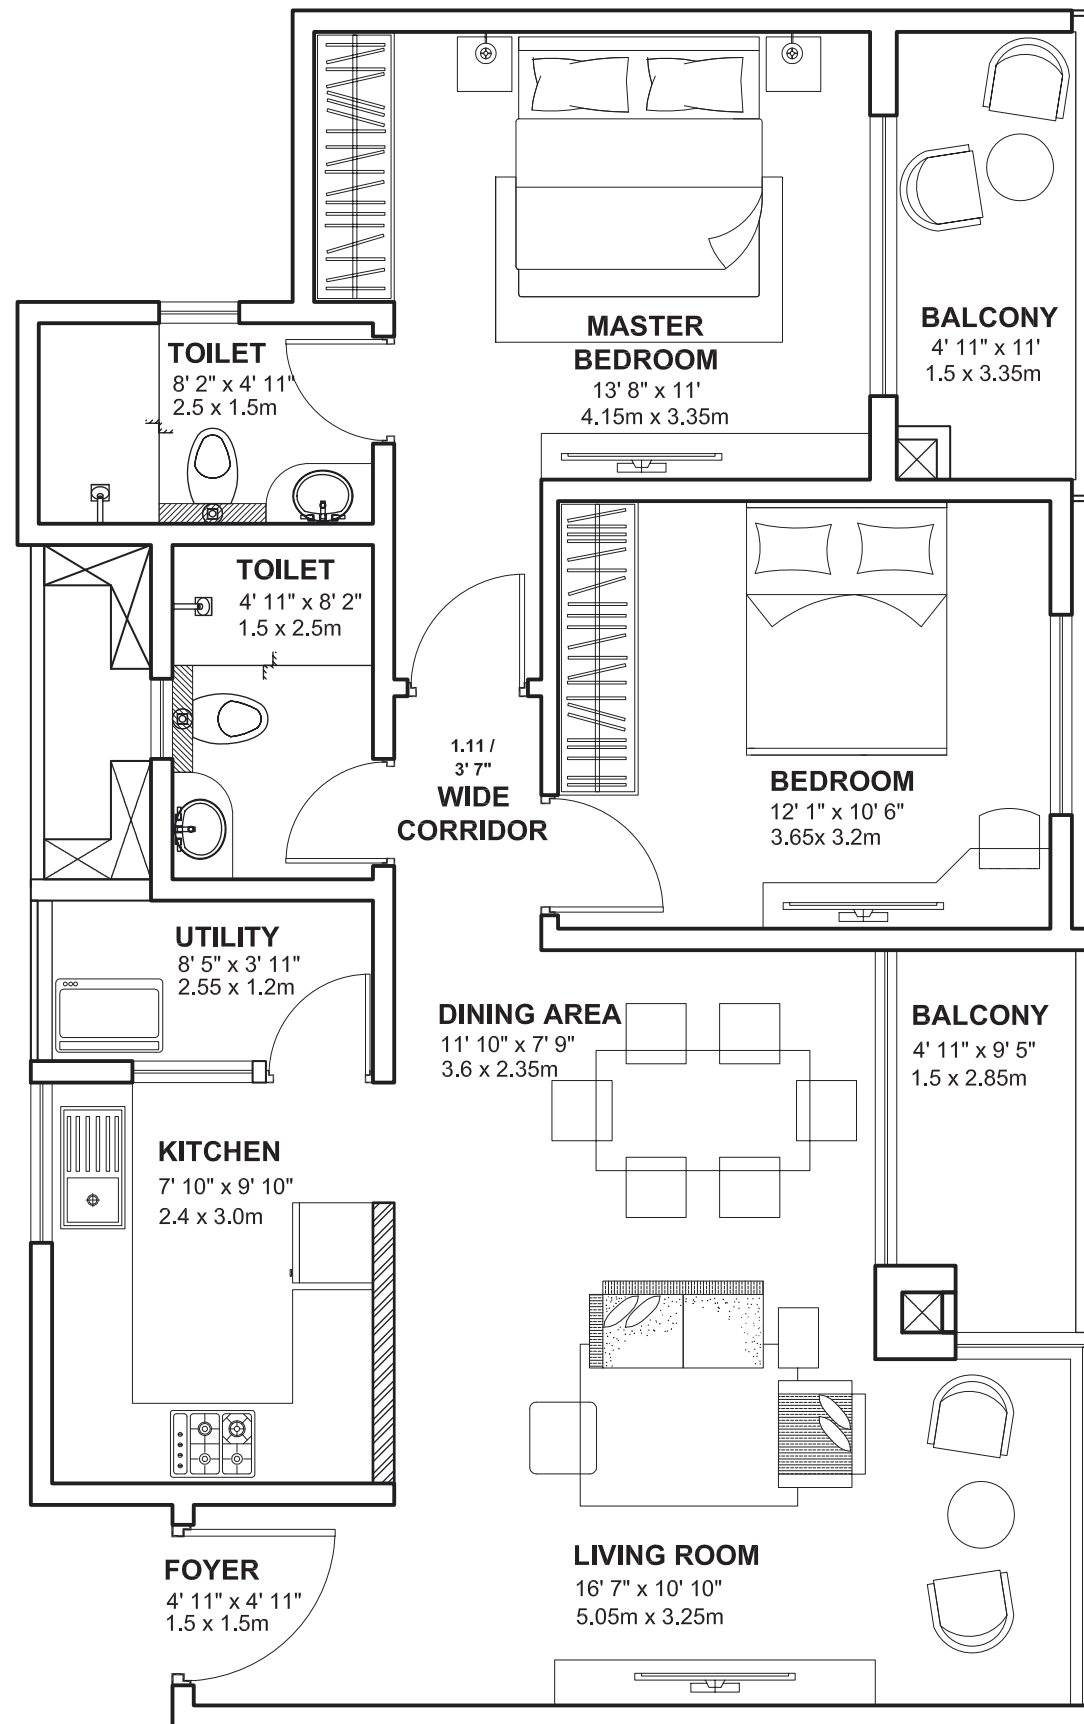 MASTER
BEDROOM
13' 8" x 11'
4.15m x 3.35m
BALCONY
4' 11" x 11'
1.5 x 3.35m
TOILET
8' 2" x 4' 11"
2.5 x 1.5m
TOILET
4' 11" x 8' 2"
1.5 x 2.5m
1.11 /
3' 7"
WIDE
CORRIDOR
BEDROOM
12' 1" x 10' 6"
3.65x 3.2m
UTILITY
8' 5" x 3' 11"
2.55 x 1.2m
DINING AREA
11' 10" x 7' 9"
3.6 x 2.35m
BALCONY
4' 11" x 9' 5"
1.5 x 2.85m
KITCHEN
7' 10" x 9' 10"
2.4 x 3.0m
LIVING ROOM
16' 7" x 10' 10"
5.05m x 3.25m
FOYER
4' 11" x 4' 11"
1.5 x 1.5m